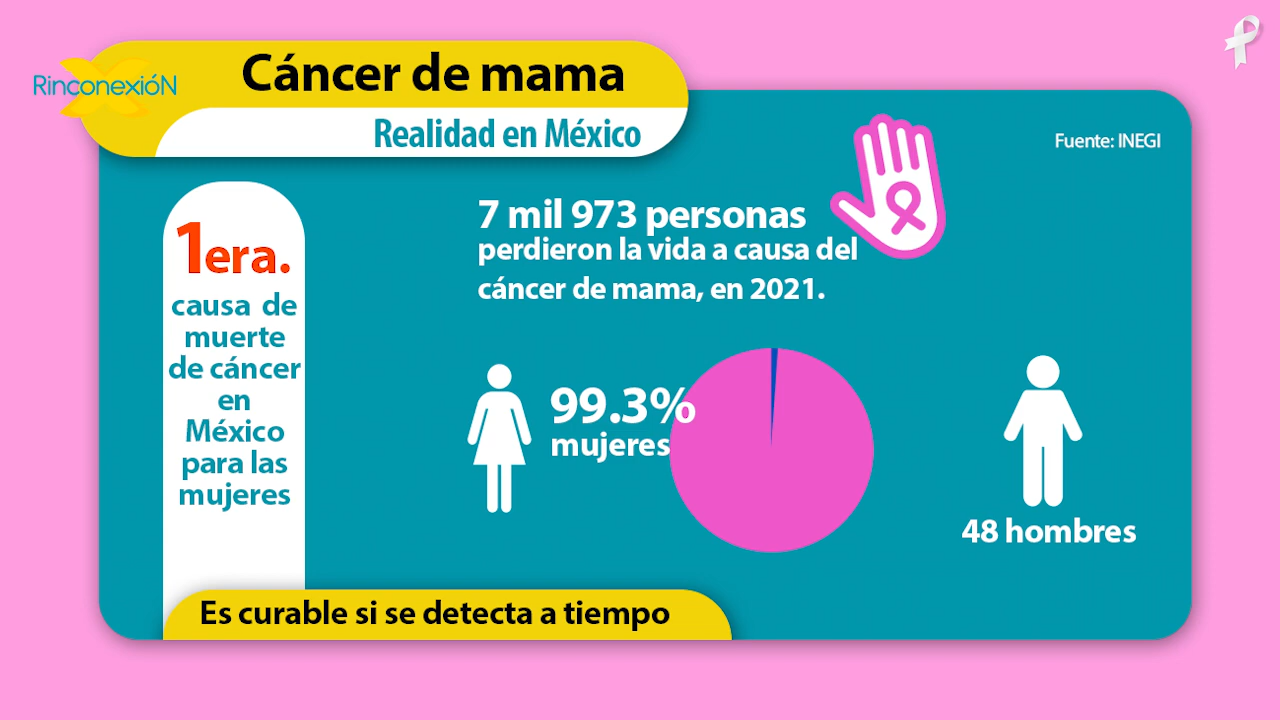 RinconexióN
Cáncer de mama
Realidad en México
Fuente: INEGI
1era.
causa de
muerte
de cáncer
en
México
para las
mujeres
7 mil 973 personas
perdieron la vida a causa del
cáncer de mama, en 2021.
99.3%
mujeres
48 hombres
Es curable si se detecta a tiempo